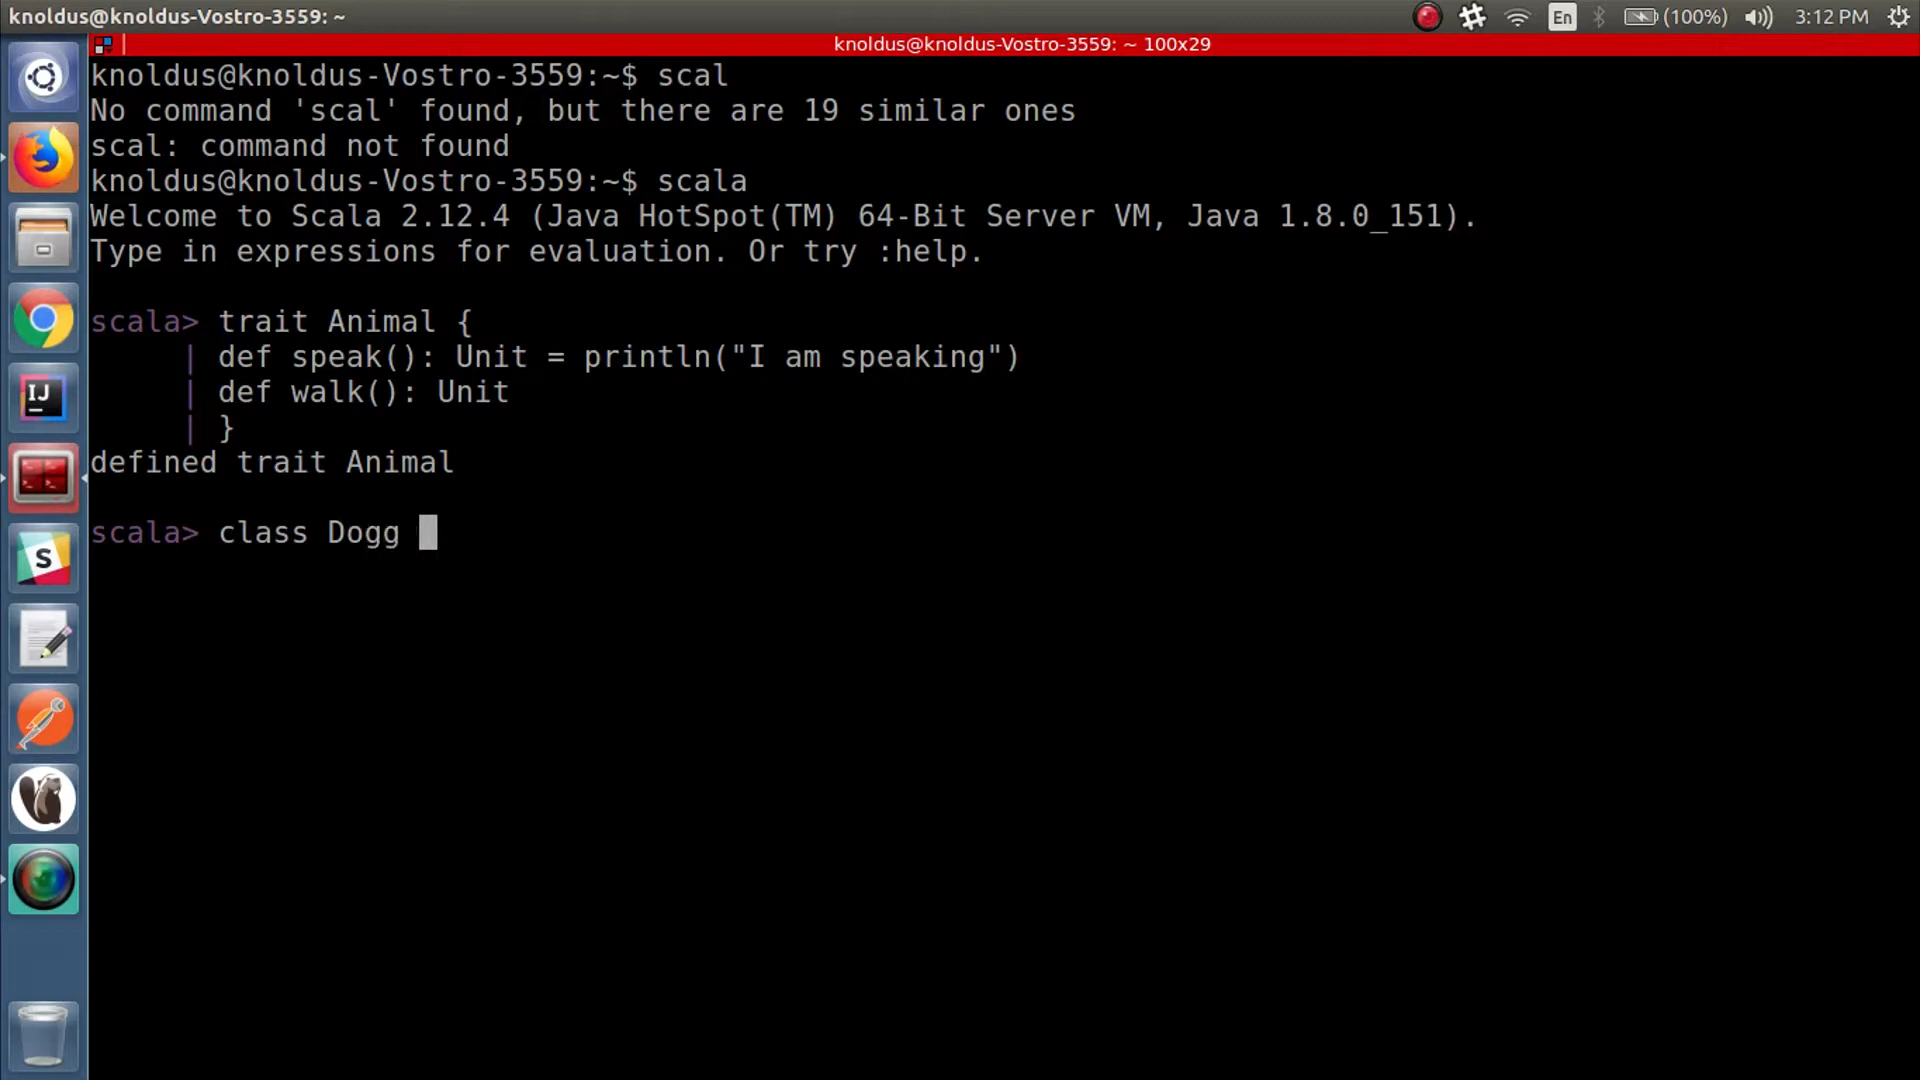 knoldus@knoldus-Vostro-3559: ~
En
(100%)
3:12 PM
knoldus@knoldus-Vostro-3559: ~ 100x29
knoldus@knoldus-Vostro-3559:~$ scal
No command 'scal' found, but there are 19 similar ones
scal: command not found
knoldus@knoldus-Vostro-3559:~$ scala
Welcome to Scala 2.12.4 (Java HotSpot(TM) 64-Bit Server VM, Java 1.8.0_151).
Type in expressions for evaluation. Or try :help.
scala> trait Animal {
| def speak(): Unit = println("I am speaking")
| def walk(): Unit
| }
defined trait Animal
scala> class Dogg
IJ
S